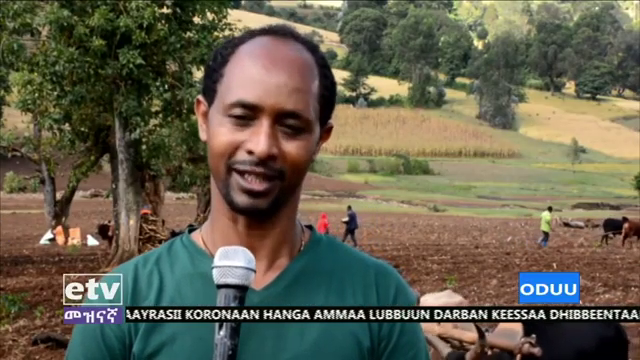 etv
ODUU
መዝናኛ
AAYRASII KORONAAN HANGA AMMAA LUBBUUN DARBAN KEESSAA DHIBBEENTAA